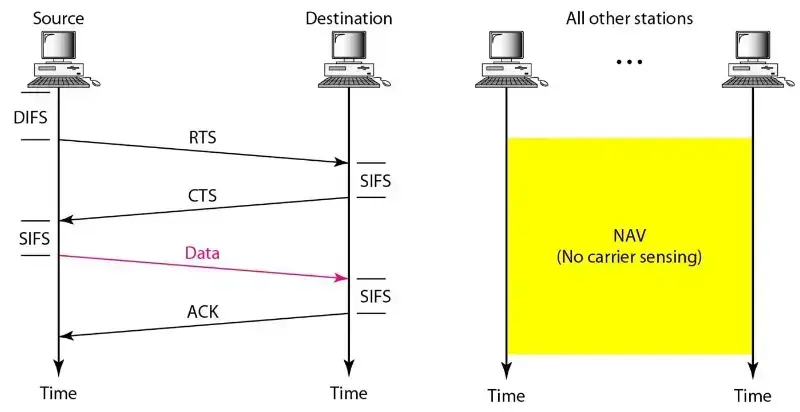 Source
Destination
All other stations
...
DIFS
RTS
SIFS
CTS
SIFS
Data
NAV
(No carrier sensing)
SIFS
ACK
Time
Time
Time
Time